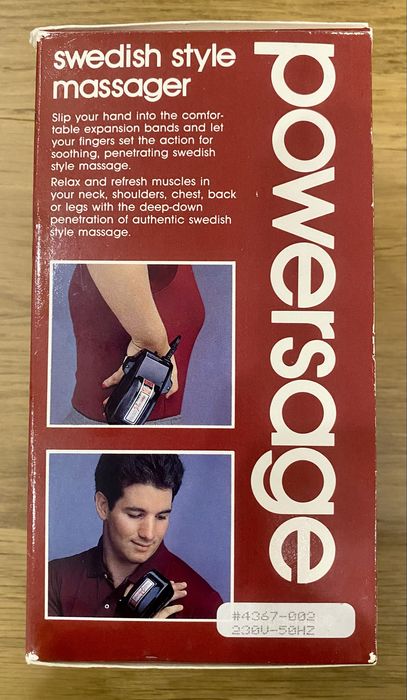 swedish style
massager
Slip your hand into the comfor-
table expansion bands and let
your fingers set the action for
soothing, penetrating swedish
style massage.
Relax and refresh muscles in
your neck, shoulders, chest, back
or legs with the deep-down
penetration of authentic swedish
style massage.
powersage
#4367-002
230V-50HZ